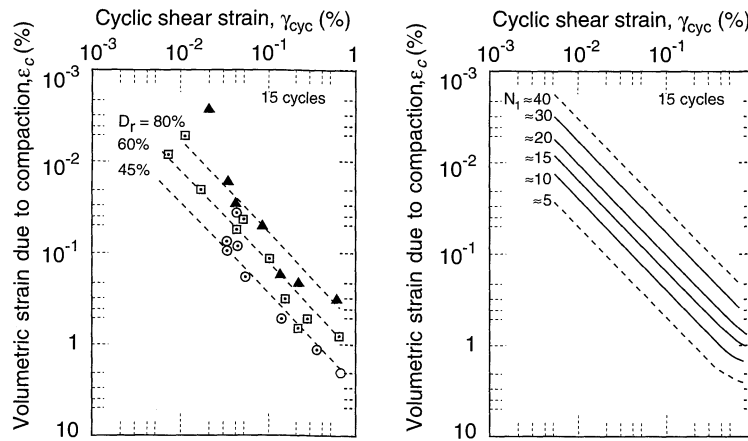 Cyclic shear strain, γcyc (%)
10-3 10-2 10-1 1
Volumetric strain due to compaction,εc(%)
10-3
10-2
10-1
1
10
15 cycles
Dr = 80%
60%
45%
Cyclic shear strain, γcyc (%)
10-3 10-2 10-1
Volumetric strain due to compaction,εc(%)
10-3
10-2
10-1
1
10
15 cycles
N1≈40
≈30
≈20
≈15
≈10
≈5